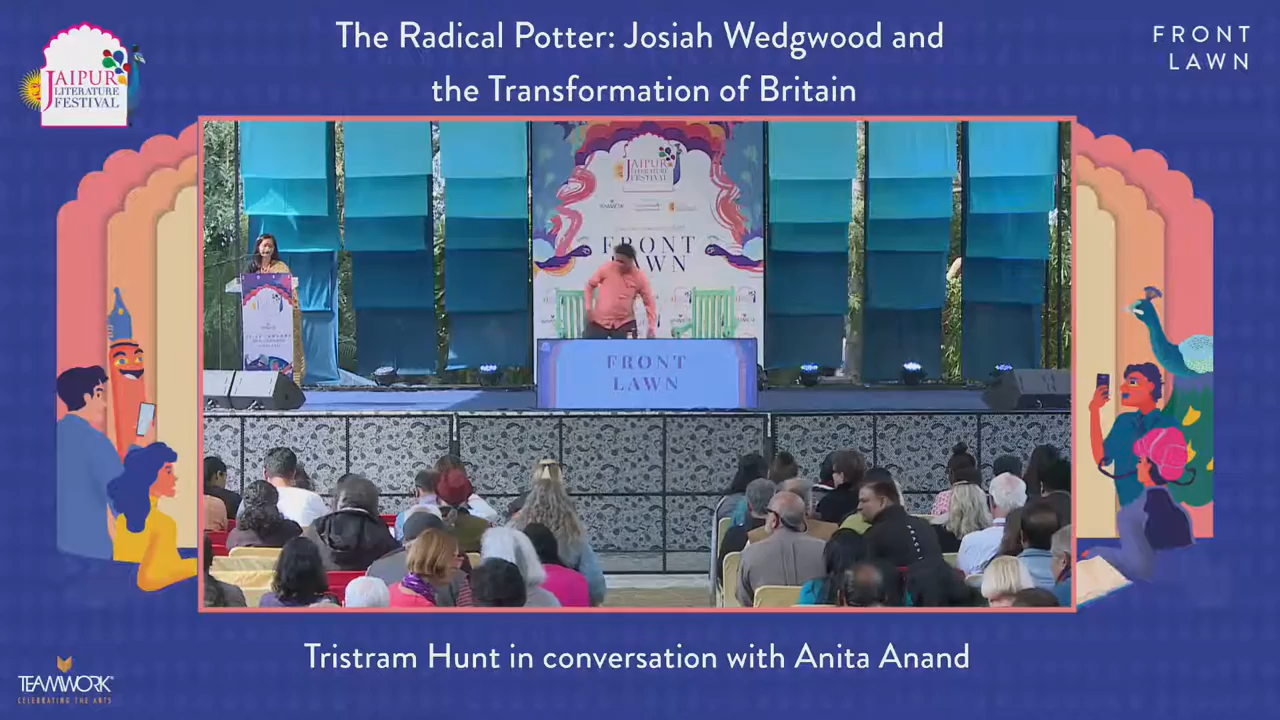 The Radical Potter: Josiah Wedgwood and
the Transformation of Britain
FRONT
LAWN
JAIPUR
LITERATURE
FESTIVAL
JAIPUR
LITERATURE
FESTIVAL
FRONT
LAWN
FRONT
LAWN
Tristram Hunt in conversation with Anita Anand
TEAMWORK
CELEBRATING THE ARTS